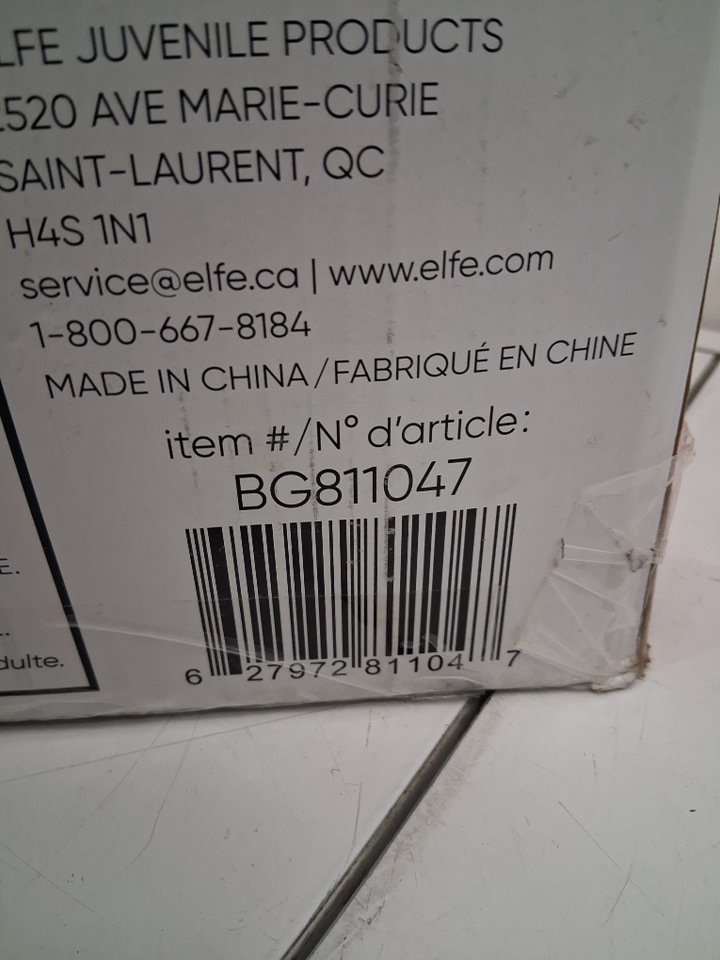 LFE JUVENILE PRODUCTS
520 AVE MARIE-CURIE
SAINT-LAURENT, QC
H4S 1N1
service@elfe.ca | www.elfe.com
1-800-667-8184
MADE IN CHINA/FABRIQUÉ EN CHINE
item #/N° d'article:
BG811047
6 27972 81104 7
E.
dulte.